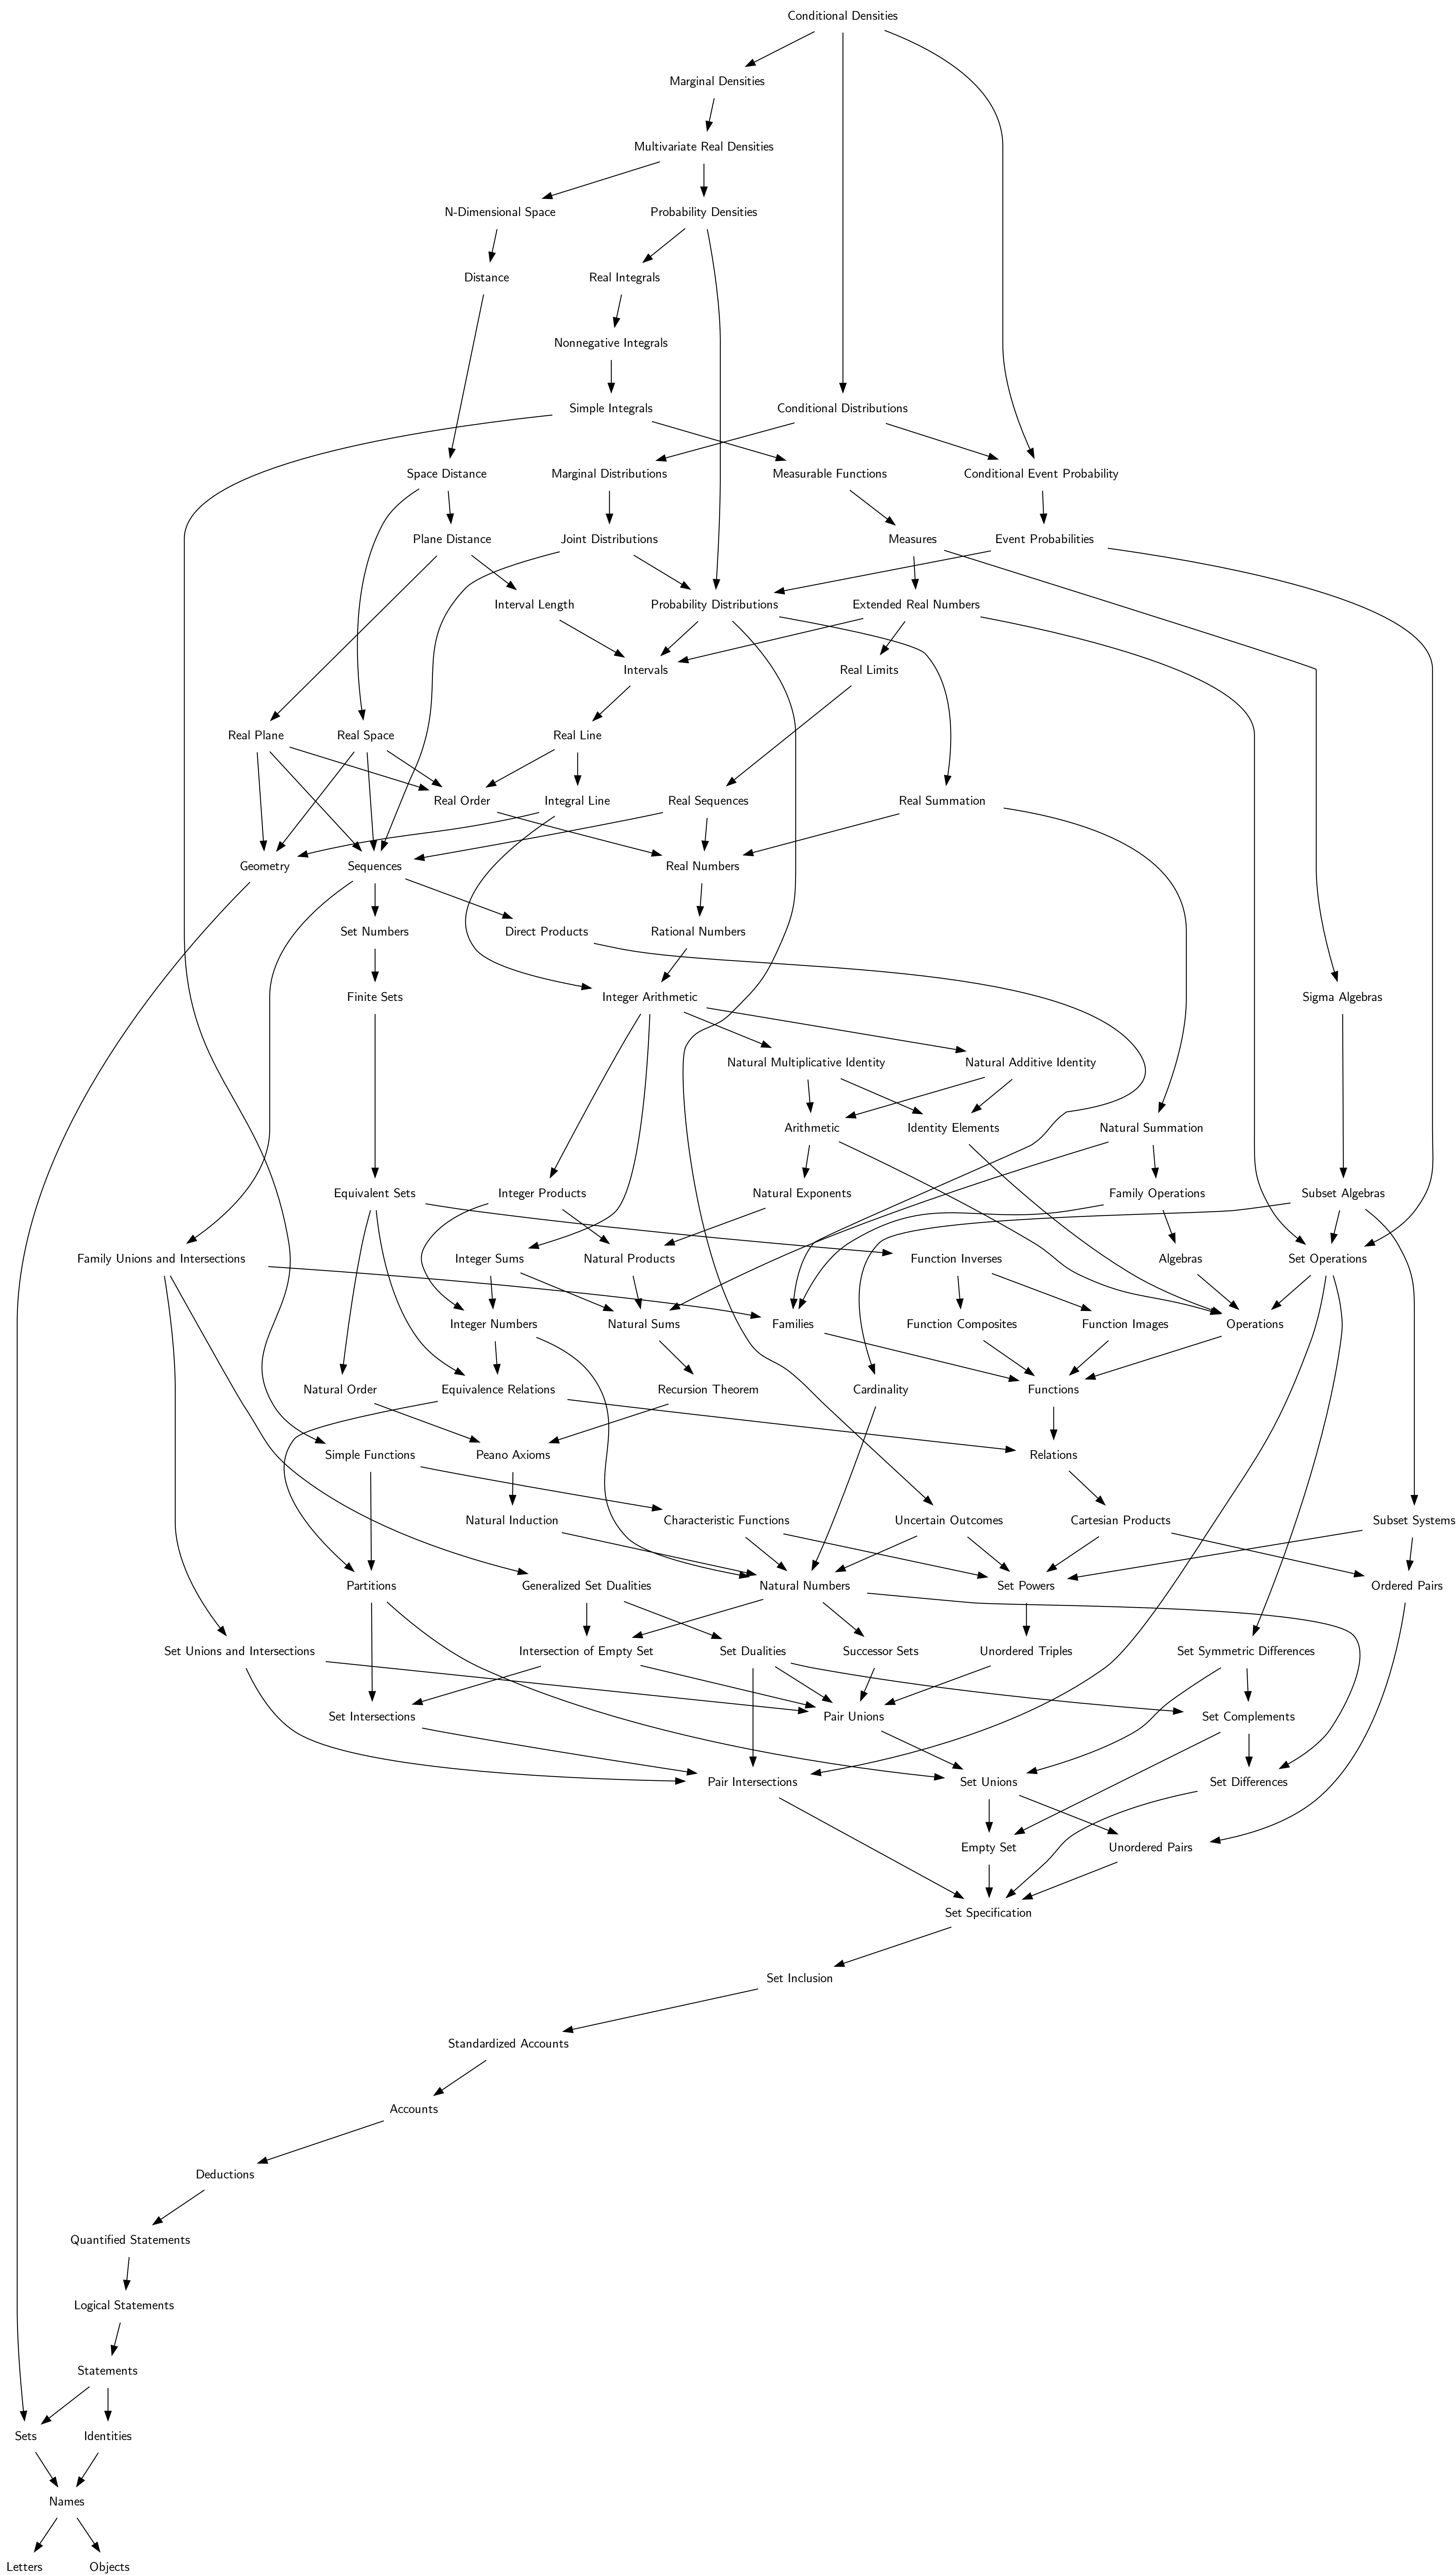 Conditional Densities
Marginal Densities
Multivariate Real Densities
N-Dimensional Space
Probability Densities
Distance
Real Integrals
Nonnegative Integrals
Simple Integrals
Conditional Distributions
Space Distance
Marginal Distributions
Measurable Functions
Conditional Event Probability
Plane Distance
Joint Distributions
Measures
Event Probabilities
Interval Length
Probability Distributions
Extended Real Numbers
Intervals
Real Limits
Real Plane
Real Space
Real Line
Real Order
Integral Line
Real Sequences
Real Summation
Geometry
Sequences
Real Numbers
Set Numbers
Direct Products
Rational Numbers
Finite Sets
Integer Arithmetic
Sigma Algebras
Natural Multiplicative Identity
Natural Additive Identity
Arithmetic
Identity Elements
Natural Summation
Equivalent Sets
Integer Products
Natural Exponents
Family Operations
Subset Algebras
Family Unions and Intersections
Integer Sums
Natural Products
Function Inverses
Algebras
Set Operations
Integer Numbers
Natural Sums
Families
Function Composites
Function Images
Operations
Natural Order
Equivalence Relations
Recursion Theorem
Cardinality
Functions
Simple Functions
Peano Axioms
Relations
Natural Induction
Characteristic Functions
Uncertain Outcomes
Cartesian Products
Subset Systems
Partitions
Generalized Set Dualities
Natural Numbers
Set Powers
Ordered Pairs
Set Unions and Intersections
Intersection of Empty Set
Set Dualities
Successor Sets
Unordered Triples
Set Symmetric Differences
Set Intersections
Pair Unions
Set Complements
Pair Intersections
Set Unions
Set Differences
Empty Set
Unordered Pairs
Set Specification
Set Inclusion
Standardized Accounts
Accounts
Deductions
Quantified Statements
Logical Statements
Statements
Sets
Identities
Names
Letters
Objects